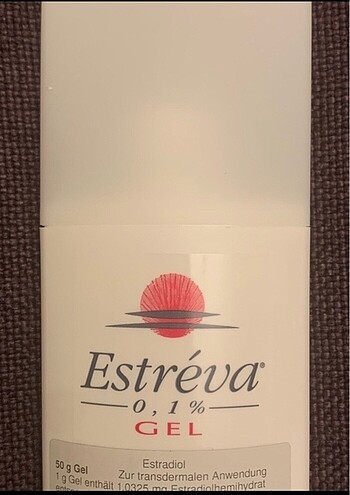 Estréva®
0,1%
GEL
50 g Gel
Estradiol
Zur transdermalen Anwendung
1 g Gel enthält 1,0325 mg Estradiolhemihydrat